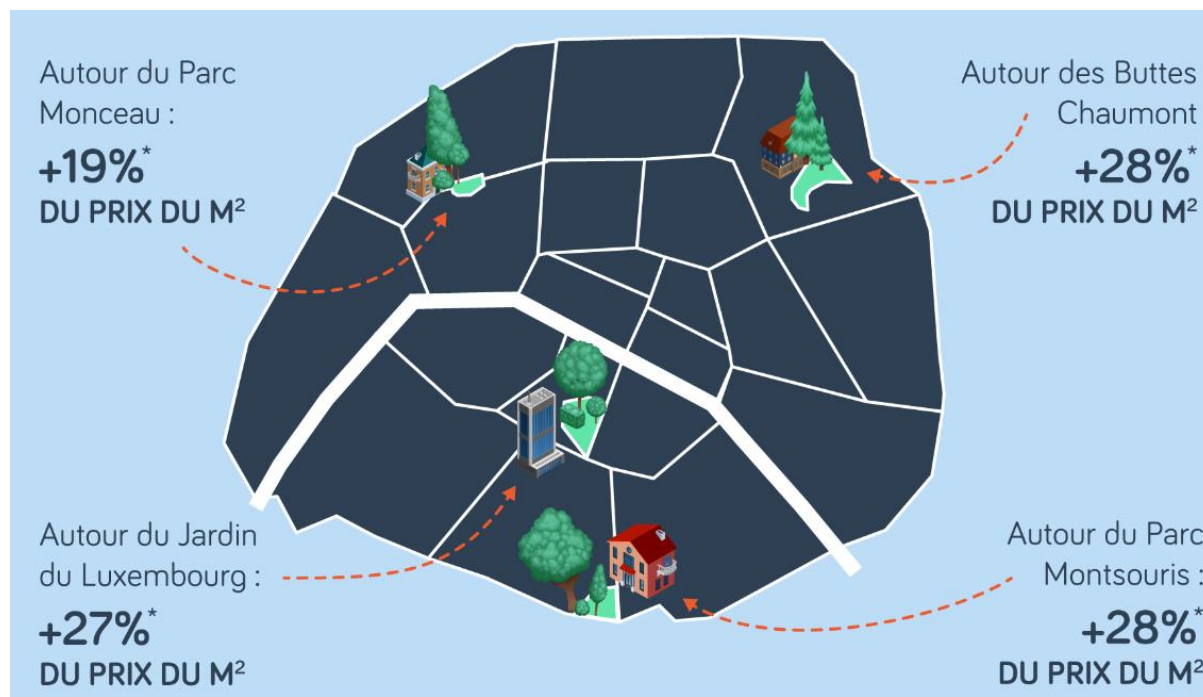 Autour du Parc
Monceau :
+19%*
DU PRIX DU M²
Autour des Buttes
Chaumont
+28%*
DU PRIX DU M²
Autour du Jardin
du Luxembourg :
+27%*
DU PRIX DU M²
Autour du Parc
Montsouris :
+28%*
DU PRIX DU M²